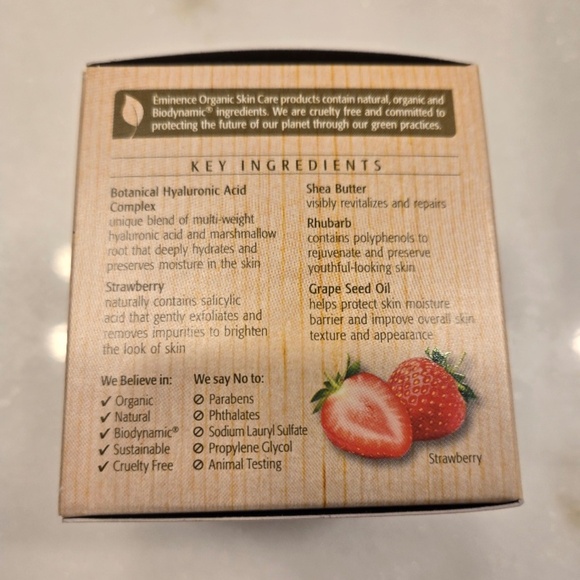 Éminence Organic Skin Care products contain natural, organic and
Biodynamic® ingredients. We are cruelty free and committed to
protecting the future of our planet through our green practices.
KEY INGREDIENTS
Botanical Hyaluronic Acid
Complex
unique blend of multi-weight
hyaluronic acid and marshmallow
root that deeply hydrates and
preserves moisture in the skin
Strawberry
naturally contains salicylic
acid that gently exfoliates and
removes impurities to brighten
the look of skin
Shea Butter
visibly revitalizes and repairs
Rhubarb
contains polyphenols to
rejuvenate and preserve
youthful-looking skin
Grape Seed Oil
helps protect skin moisture
barrier and improve overall skin
texture and appearance
We Believe in:
✓ Organic
✓ Natural
✓ Biodynamic®
✓ Sustainable
✓ Cruelty Free
We say No to:
⊘ Parabens
⊘ Phthalates
⊘ Sodium Lauryl Sulfate
⊘ Propylene Glycol
⊘ Animal Testing
Strawberry